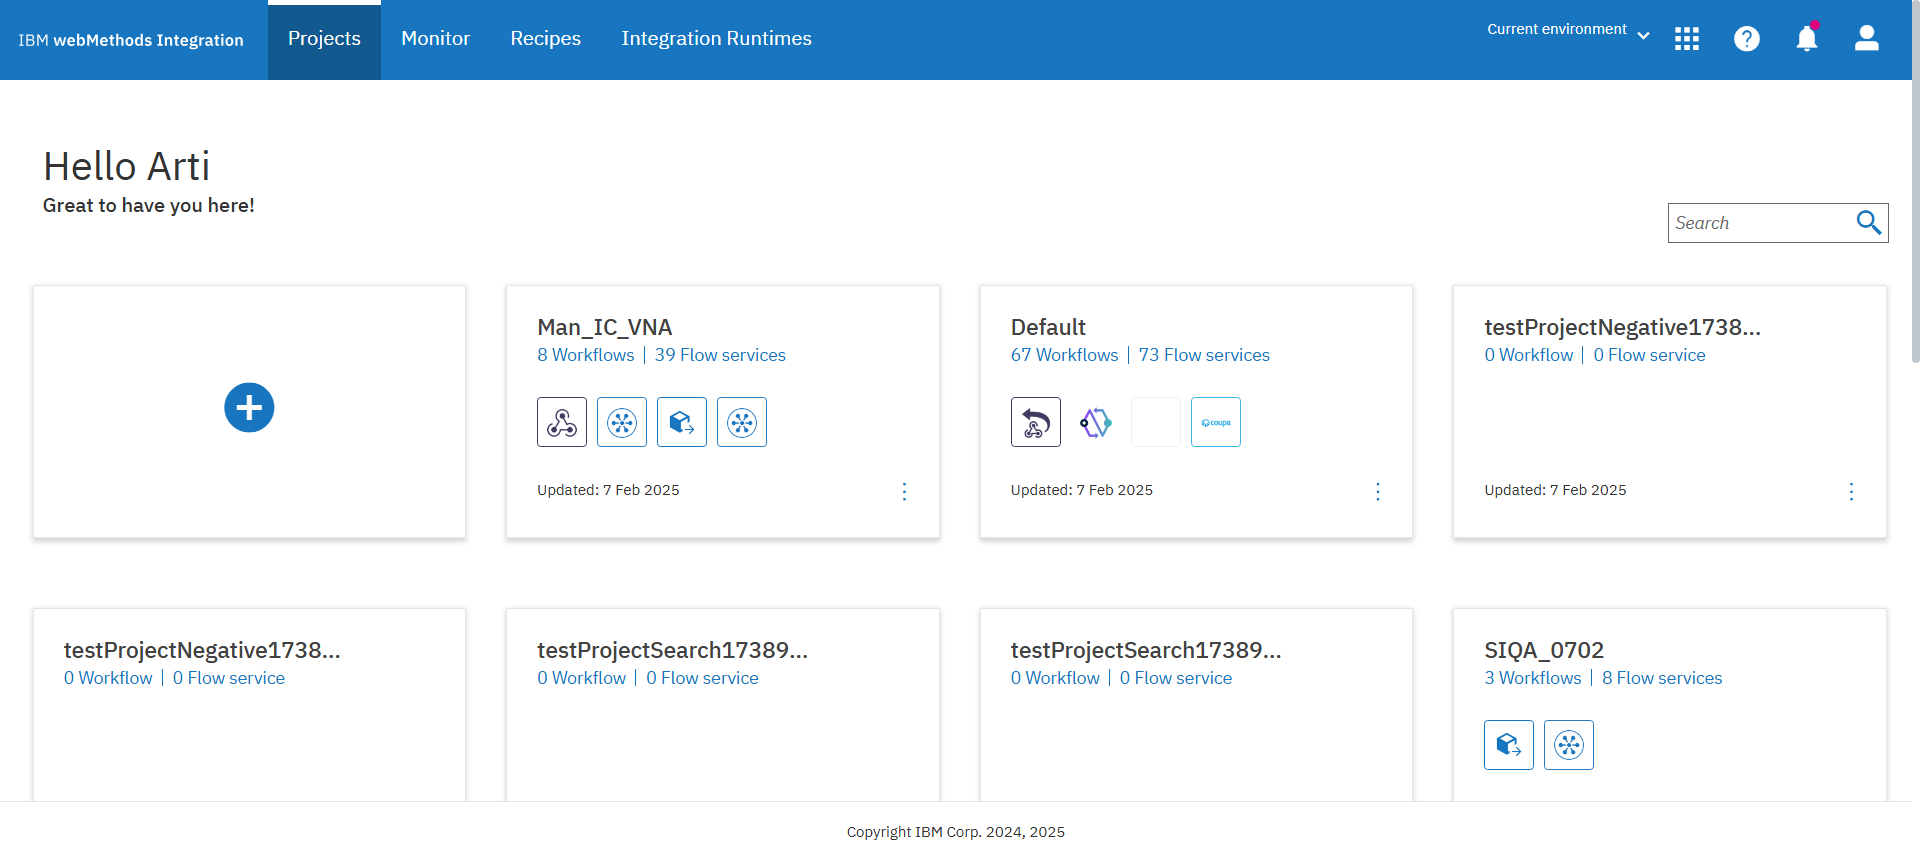 IBM webMethods Integration
Projects
Monitor
Recipes
Integration Runtimes
Current environment
Hello Arti
Great to have you here!
Search
Man_IC_VNA
8 Workflows | 39 Flow services
Updated: 7 Feb 2025
Default
67 Workflows | 73 Flow services
coupa
Updated: 7 Feb 2025
testProjectNegative1738...
0 Workflow | 0 Flow service
Updated: 7 Feb 2025
testProjectNegative1738...
0 Workflow | 0 Flow service
testProjectSearch17389...
0 Workflow | 0 Flow service
testProjectSearch17389...
0 Workflow | 0 Flow service
SIQA_0702
3 Workflows | 8 Flow services
Copyright IBM Corp. 2024, 2025